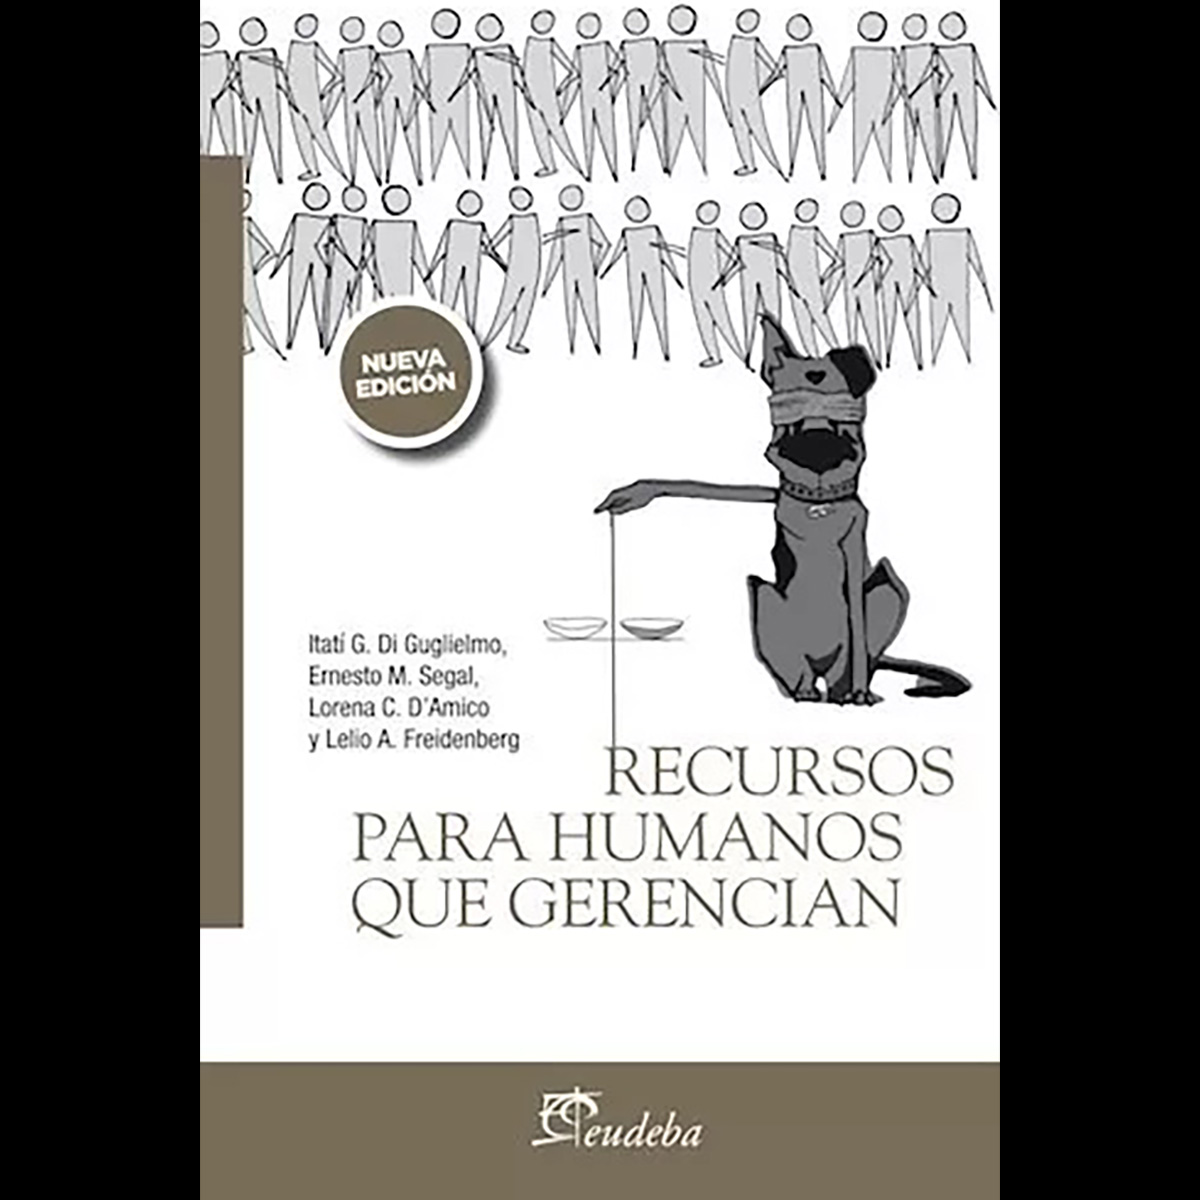 NUEVA
EDICIÓN
Itatí G. Di Guglielmo,
Ernesto M. Segal,
Lorena C. D'Amico
y Lelio A. Freidenberg
RECURSOS
PARA HUMANOS
QUE GERENCIAN
eudeba